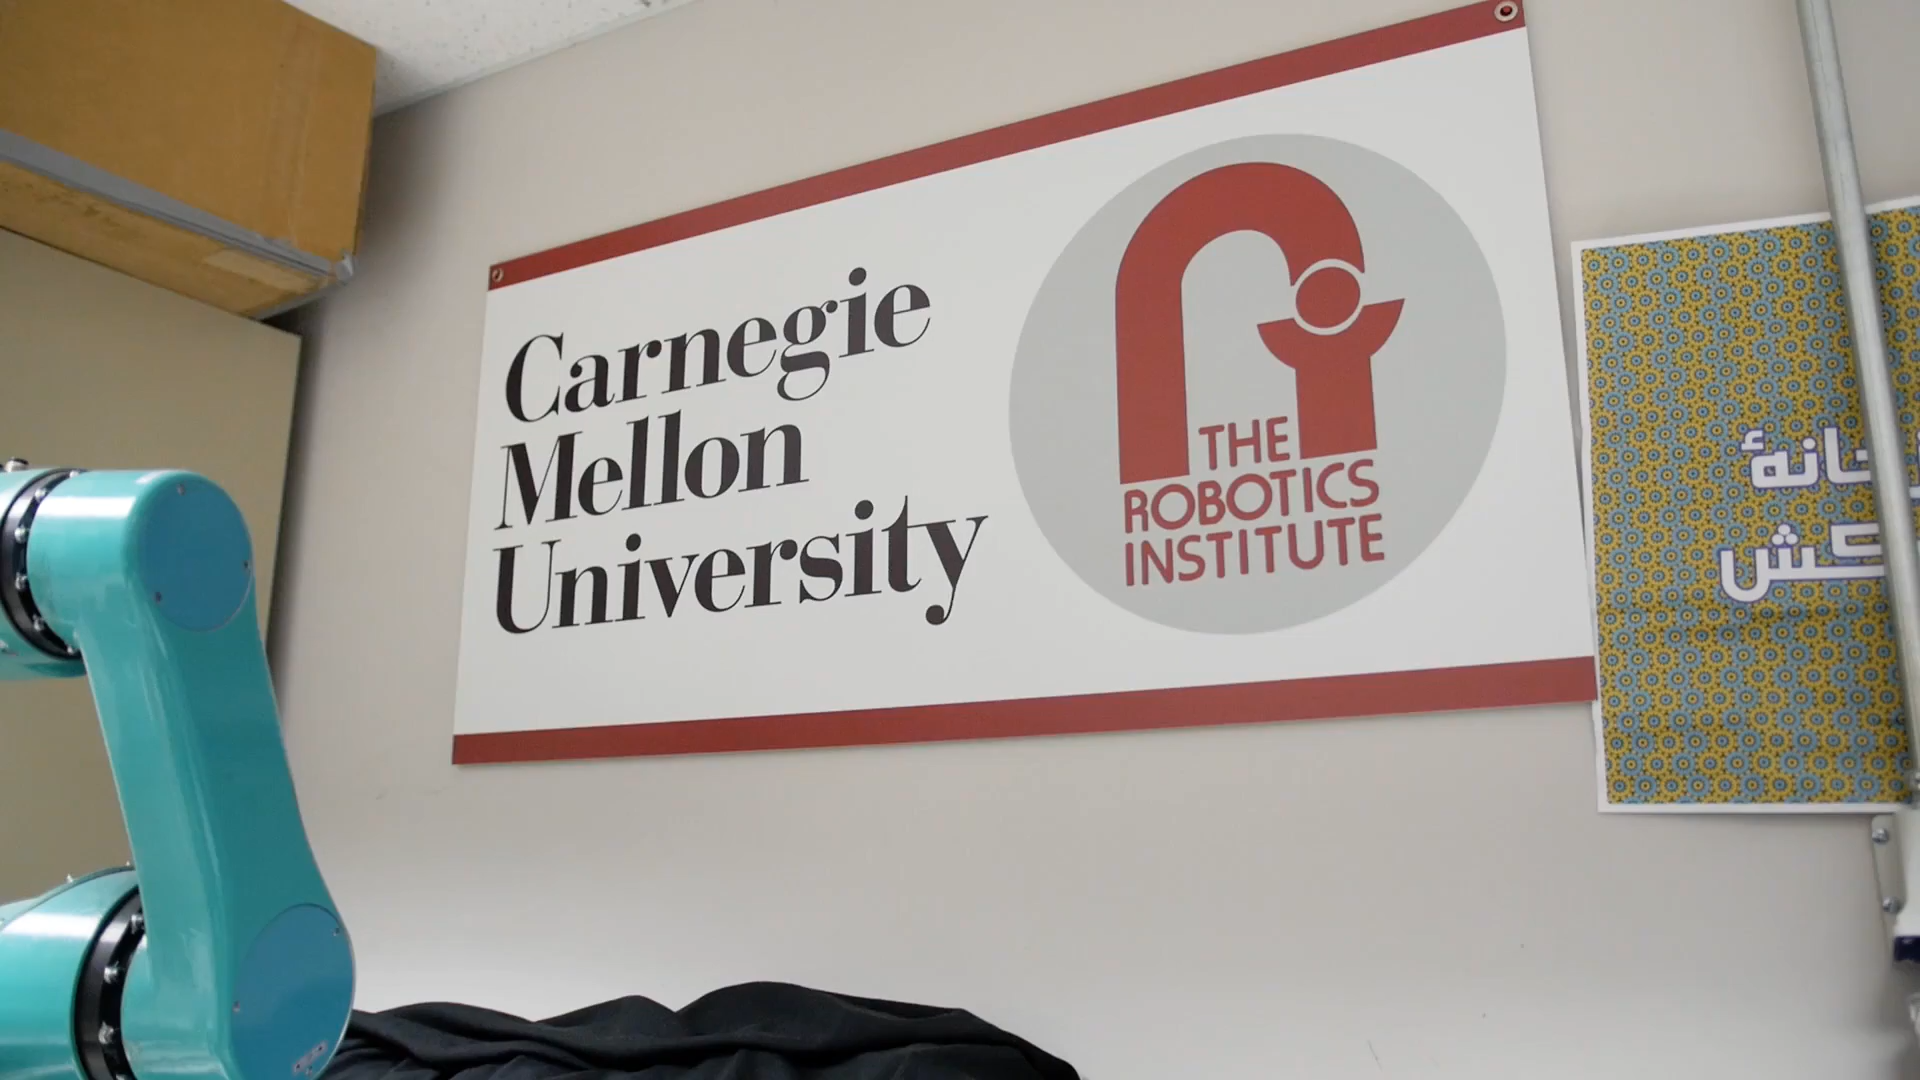 Carnegie
Mellon
University
THE
ROBOTICS
INSTITUTE